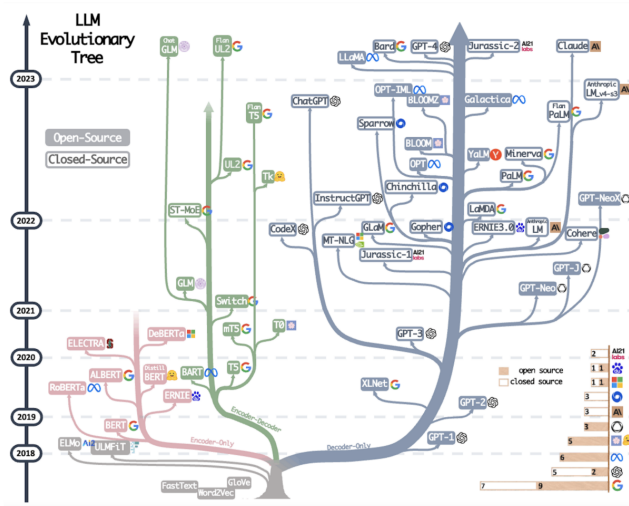 LLM
Evolutionary
Tree
Open-Source
Closed-Source
2023
2022
2021
2020
2019
2018
Chat
GLM
Flan
UL2
Flan
T5
UL2
Tk
ST-MoE
GLM
Switch
mT5
T0
BART
T5
Encoder-Decoder
DeBERTa
ELECTRA
ALBERT
Distill
BERT
RoBERTa
ERNIE
BERT
Encoder-Only
ELMo
AI2
ULMFiT
FastText
Word2Vec
GloVe
Bard
GPT-4
Jurassic-2
AI21
labs
Claude
LLaMA
ChatGPT
OPT-IML
BLOOMZ
Galactica
Anthropic
LM_v4-s3
Sparrow
Flan
PaLM
BLOOM
OPT
YaLM
Minerva
PaLM
Chinchilla
InstructGPT
GPT-NeoX
CodeX
LaMDA
GLaM
Gopher
ERNIE3.0
Anthropic
LM
Cohere
MT-NLG
Jurassic-1
AI21
labs
GPT-J
GPT-Neo
GPT-3
XLNet
GPT-2
GPT-1
Decoder-Only
open source
closed source
2
AI21
labs
1 1
1 1
3
3
3
5
6
5 2
7 9